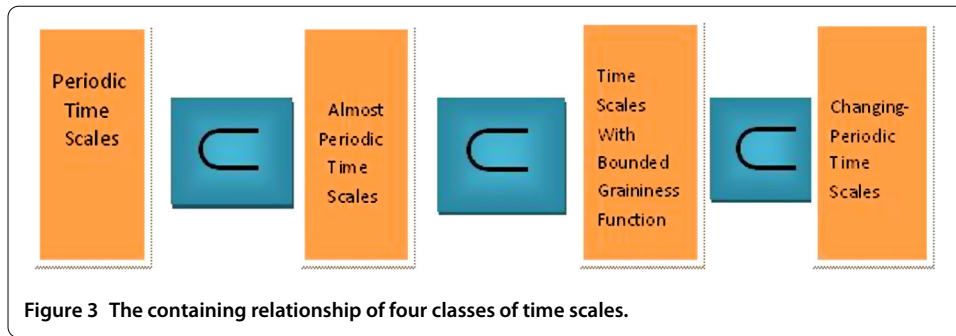 Periodic
Time
Scales
⊂
Almost
Periodic
Time
Scales
⊂
Time
Scales
With
Bounded
Graininess
Function
⊂
Changing-
Periodic
Time
Scales
Figure 3 The containing relationship of four classes of time scales.